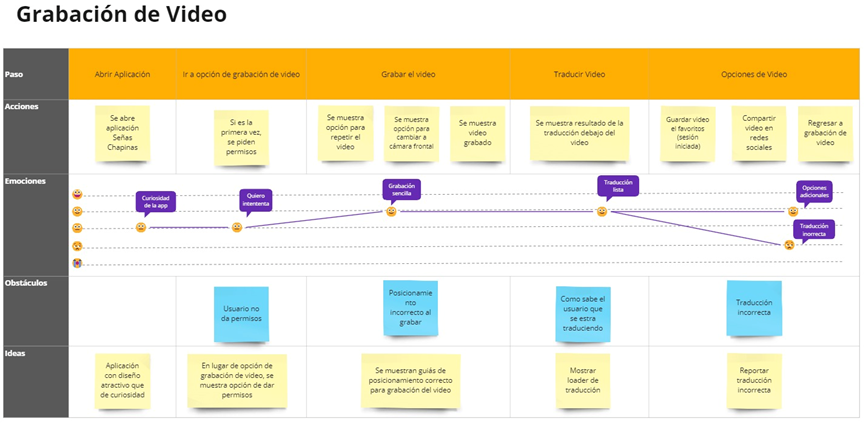 Grabación de Video
Paso
Abrir Aplicación
Ir a opción de grabación de video
Grabar el video
Traducir Video
Opciones de Video
Acciones
Se abre
aplicación
Señas
Chapinas
Si es la
primera vez,
se piden
permisos
Se muestra
opción para
repetir el
video
Se muestra
opción para
cambiar a
cámara frontal
Se muestra
video
grabado
Se muestra resultado de la
traducción debajo del
video
Guardar video
el favoritos
(sesión
iniciada)
Compartir
video en
redes
sociales
Regresar a
grabación de
video
Emociones
Curiosidad
de la app
Quiero
intententa
Grabación
sencilla
Traducción
lista
Opciones
adicionales
Traducción
inorrecta
Obstáculos
Usuario no
da permisos
Posicionamie
nto
incorrecto al
grabar
Como sabe el
usuario que
se estra
traduciendo
Traducción
incorrecta
Ideas
Aplicación
con diseño
atractivo que
de curiosidad
En lugar de opción de
grabación de video, se
muestra opción de dar
permisos
Se muestran guiás de
posicionamiento correcto
para grabación del video
Mostrar
loader de
traducción
Reportar
traducción
incorrecta